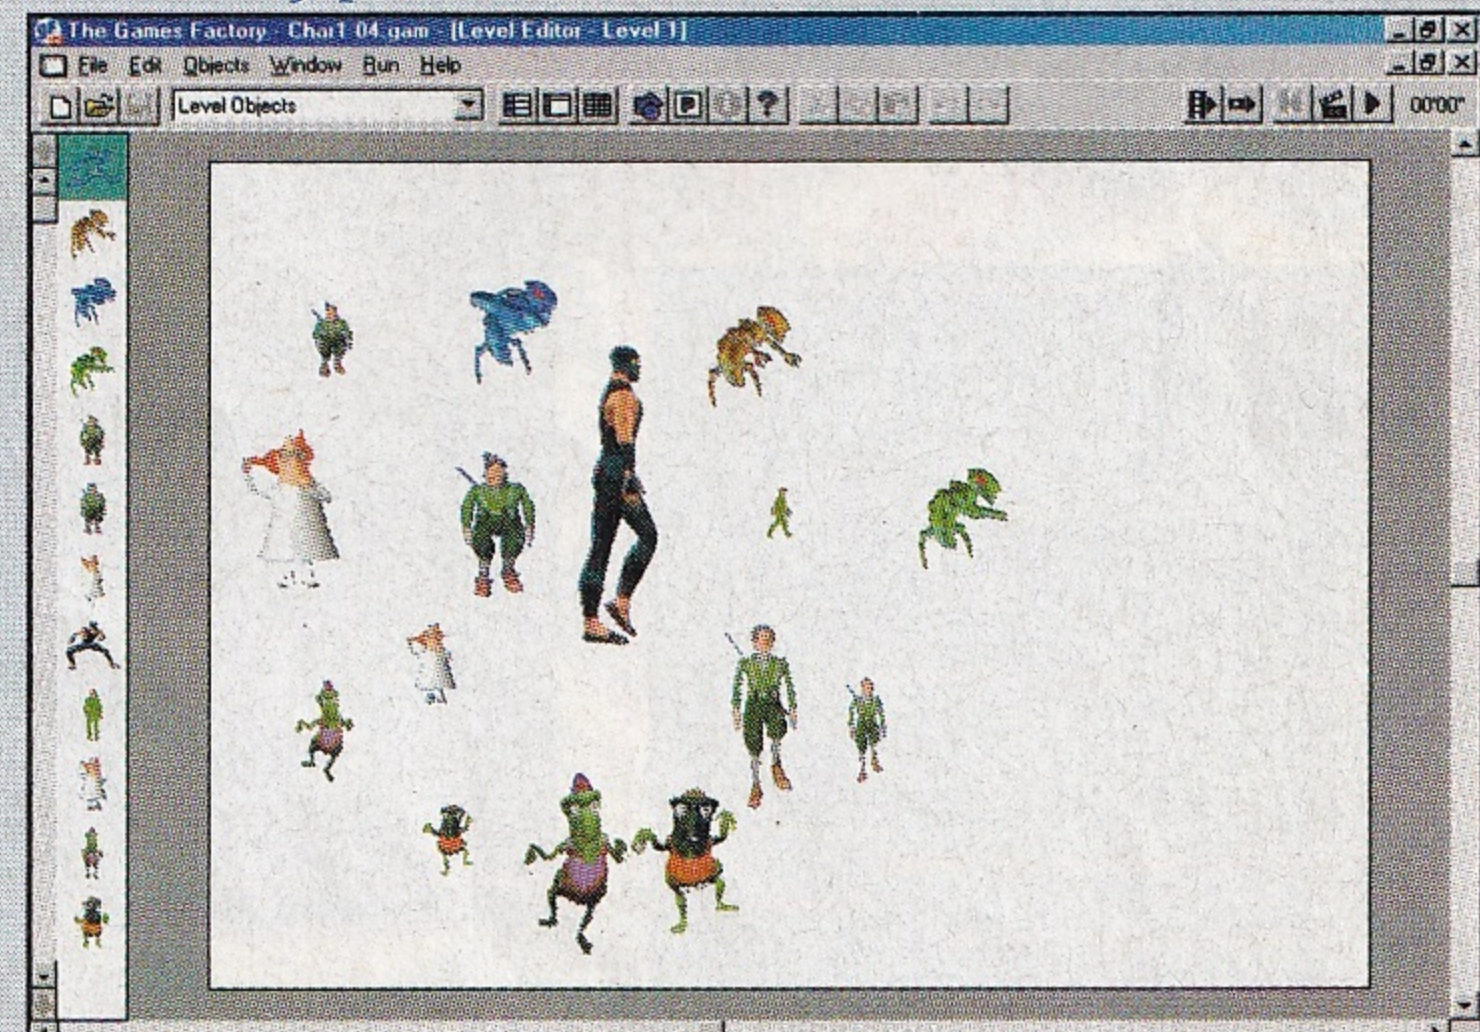 The Games Factory - Char1 04.gam - [Level Editor - Level 1]
File Edit Objects Window Run Help
Level Objects
00'00"